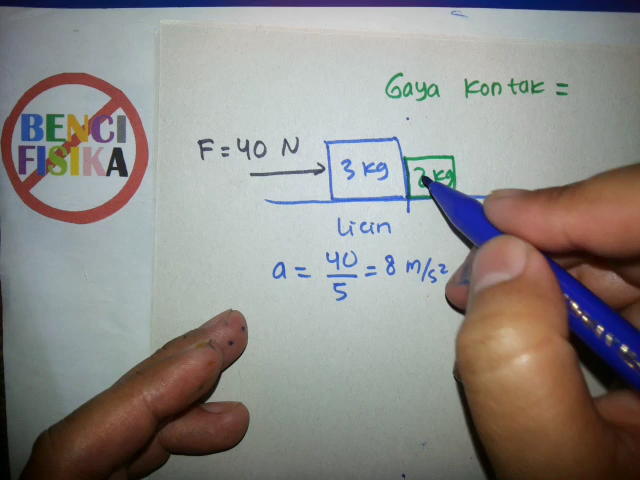 BENCI
FISIKA
Gaya kontak =
F = 40 N
3 kg
2 kg
licin
a = 40/5 = 8 m/s²